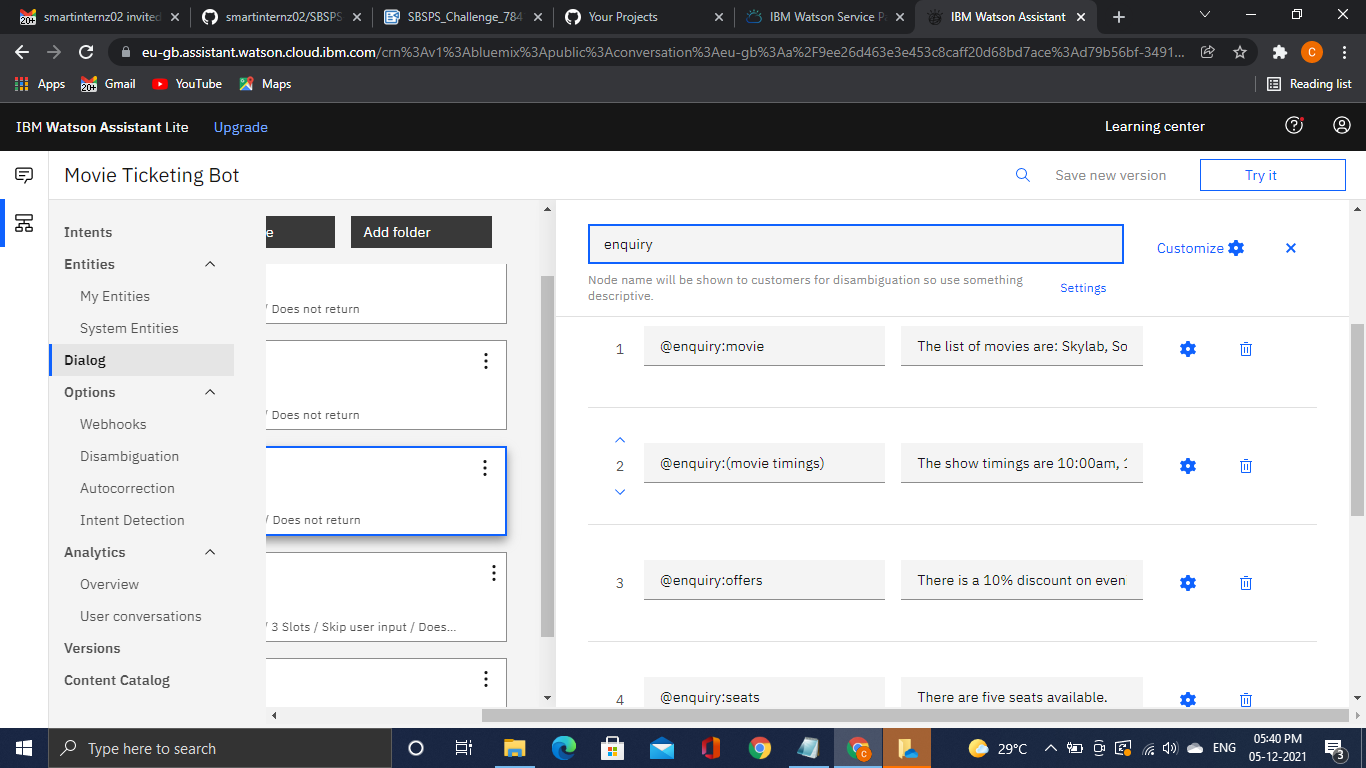 smartinternz02 invited
smartinternz02/SBSPS
SBSPS_Challenge_784
Your Projects
IBM Watson Service P
IBM Watson Assistant
eu-gb.assistant.watson.cloud.ibm.com/crn%3Av1%3Abluemix%3Apublic%3Aconversation%3Aeu-gb%3Aa%2F9ee26d463e3e453c8caff20d68bd7ace%3Ad79b56bf-3491...
C
Apps
20+
Gmail
YouTube
Maps
Reading list
IBM Watson Assistant Lite
Upgrade
Learning center
Movie Ticketing Bot
Save new version
Try it
Intents
Entities
My Entities
System Entities
Dialog
Options
Webhooks
Disambiguation
Autocorrection
Intent Detection
Analytics
Overview
User conversations
Versions
Content Catalog
e
Add folder
/ Does not return
/ Does not return
/ Does not return
/ 3 Slots / Skip user input / Does...
enquiry
Customize
Node name will be shown to customers for disambiguation so use something
descriptive.
Settings
1 @enquiry:movie The list of movies are: Skylab, So
2 @enquiry:(movie timings) The show timings are 10:00am, 1
3 @enquiry:offers There is a 10% discount on even
4 @enquiry:seats There are five seats available.
Type here to search
29°C
ENG
05:40 PM
05-12-2021
3